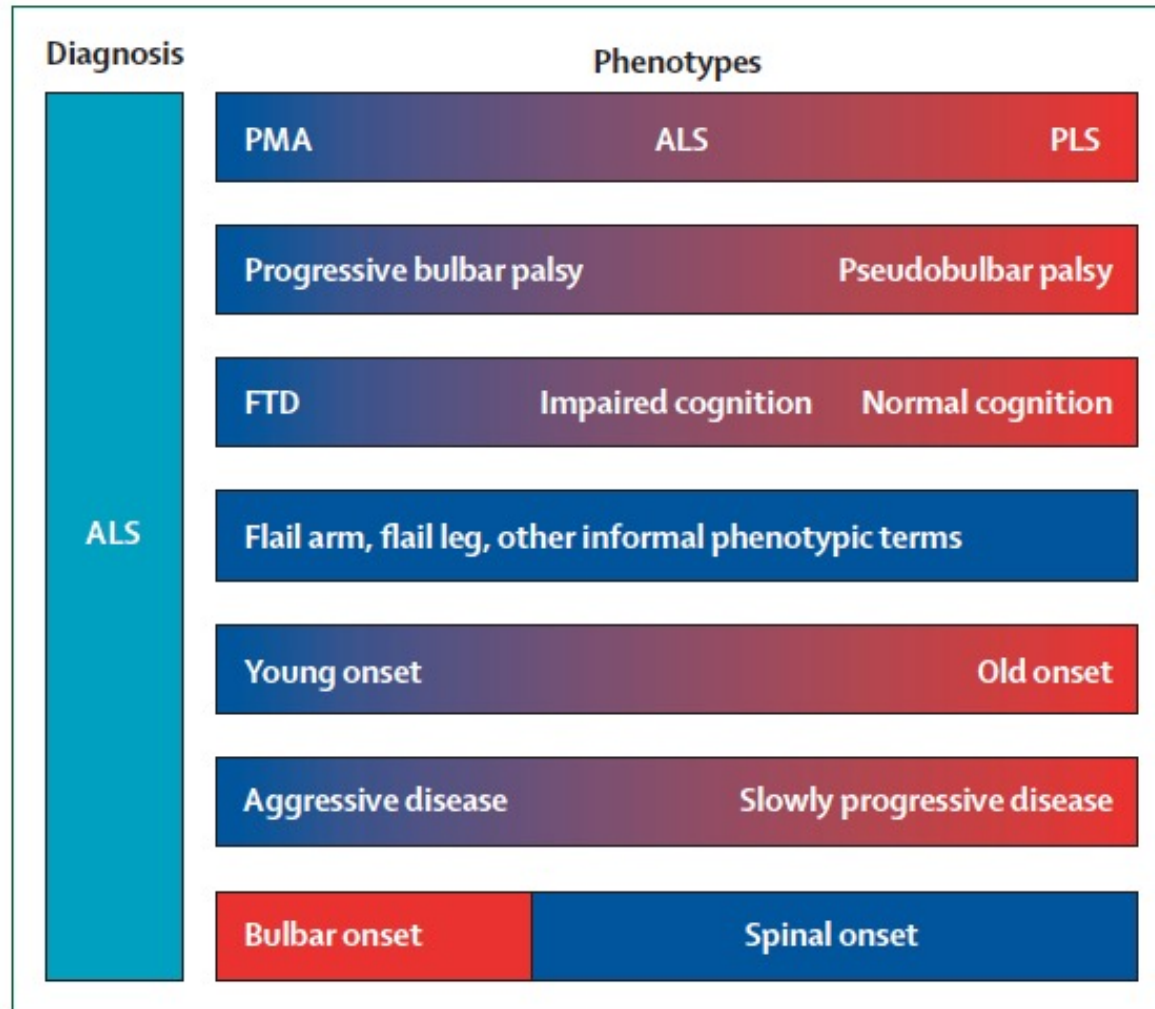 Diagnosis
Phenotypes
PMA ALS PLS
Progressive bulbar palsy Pseudobulbar palsy
FTD Impaired cognition Normal cognition
ALS
Flail arm, flail leg, other informal phenotypic terms
Young onset Old onset
Aggressive disease Slowly progressive disease
Bulbar onset Spinal onset